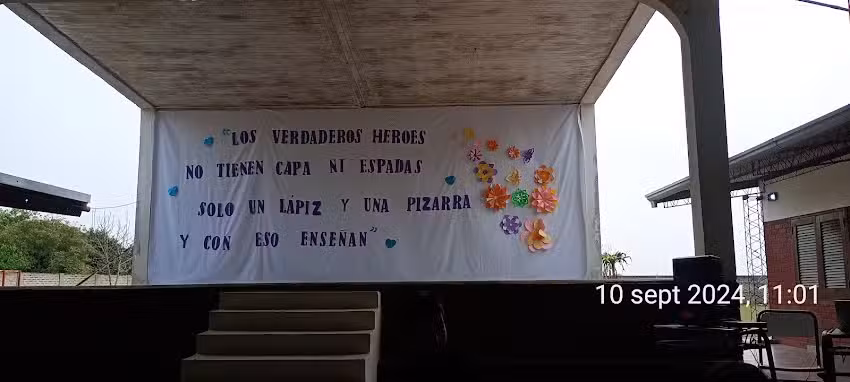 "LOS VERDADEROS HEROES
NO TIENEN CAPA NI ESPADAS
SOLO UN LÁPIZ Y UNA PIZARRA
Y CON ESO ENSEÑAN"
10 sept 2024, 11:01